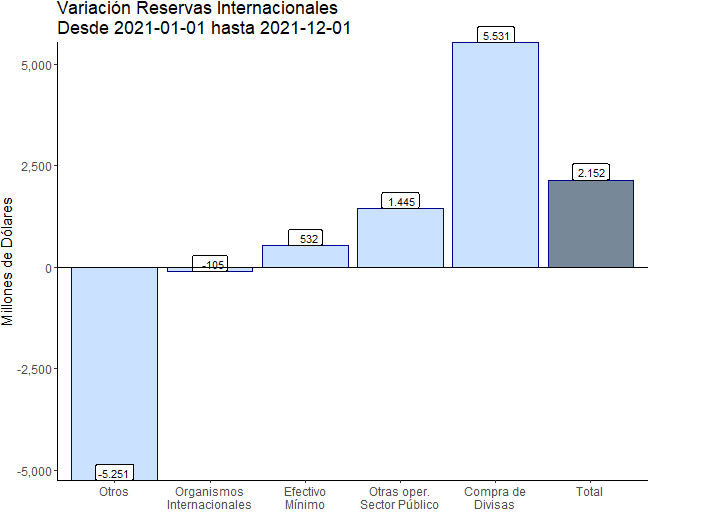 Variación Reservas Internacionales
Desde 2021-01-01 hasta 2021-12-01
Millones de Dólares
5,000
2,500
0
-2,500
-5,000
-5.251
-105
532
1.445
5.531
2.152
Otros
Organismos
Internacionales
Efectivo
Mínimo
Otras oper.
Sector Público
Compra de
Divisas
Total